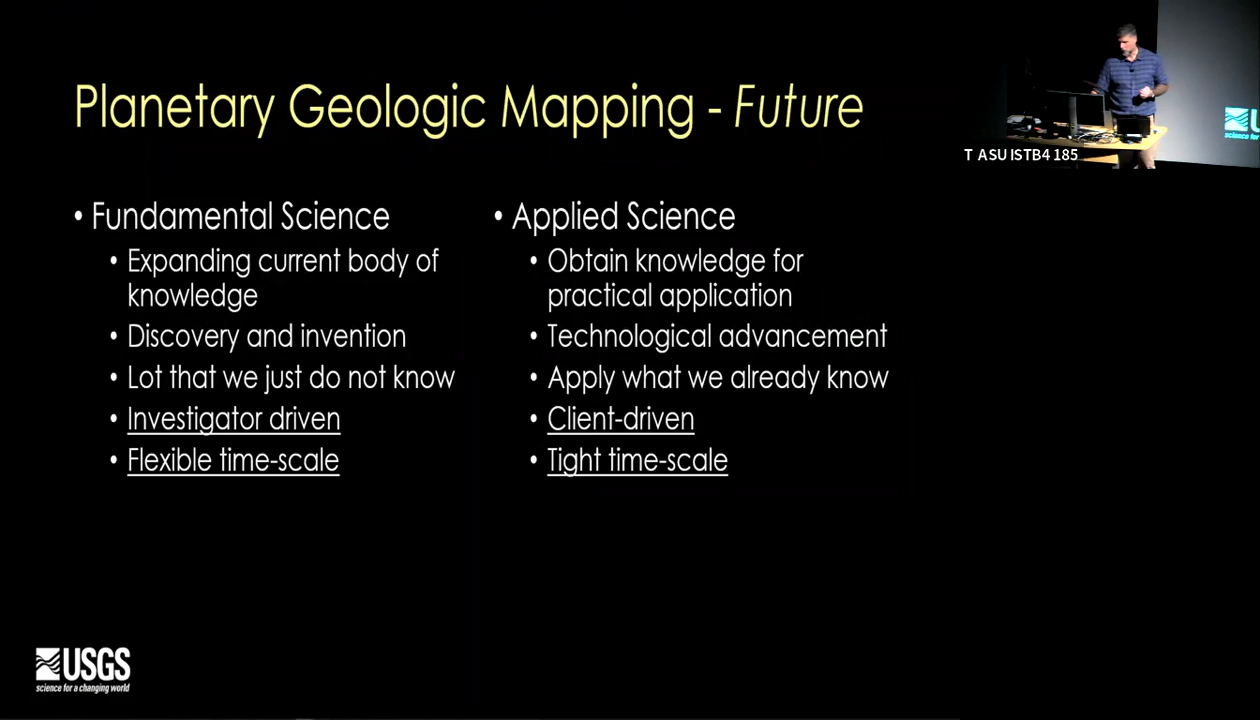 Planetary Geologic Mapping - Future
T ASU ISTB4 185
• Fundamental Science
• Expanding current body of
knowledge
• Discovery and invention
• Lot that we just do not know
• Investigator driven
• Flexible time-scale
• Applied Science
• Obtain knowledge for
practical application
• Technological advancement
• Apply what we already know
• Client-driven
• Tight time-scale
USGS
science for a changing world
science for